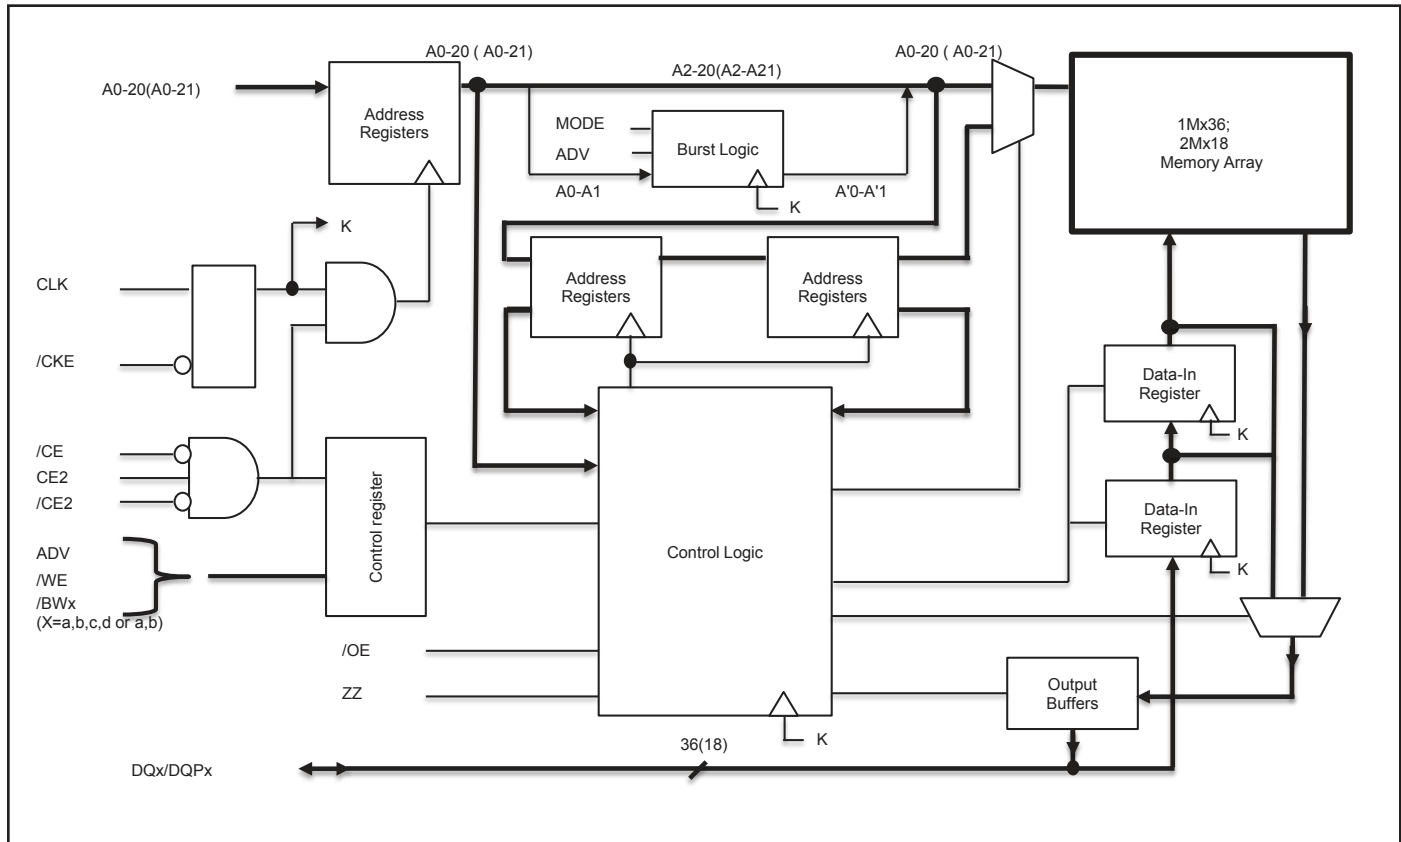 A0-20 ( A0-21)
A0-20 ( A0-21)
A0-20(A0-21)
A2-20(A2-A21)
Address
Registers
MODE
ADV
Burst Logic
A0-A1
A'0-A'1
K
1Mx36;
2Mx18
Memory Array
K
CLK
/CKE
Address
Registers
Address
Registers
Data-In
Register
K
/CE
CE2
/CE2
ADV
/WE
/BWx
(X=a,b,c,d or a,b)
Control register
Control Logic
Data-In
Register
K
/OE
ZZ
K
Output
Buffers
36(18)
DQx/DQPx